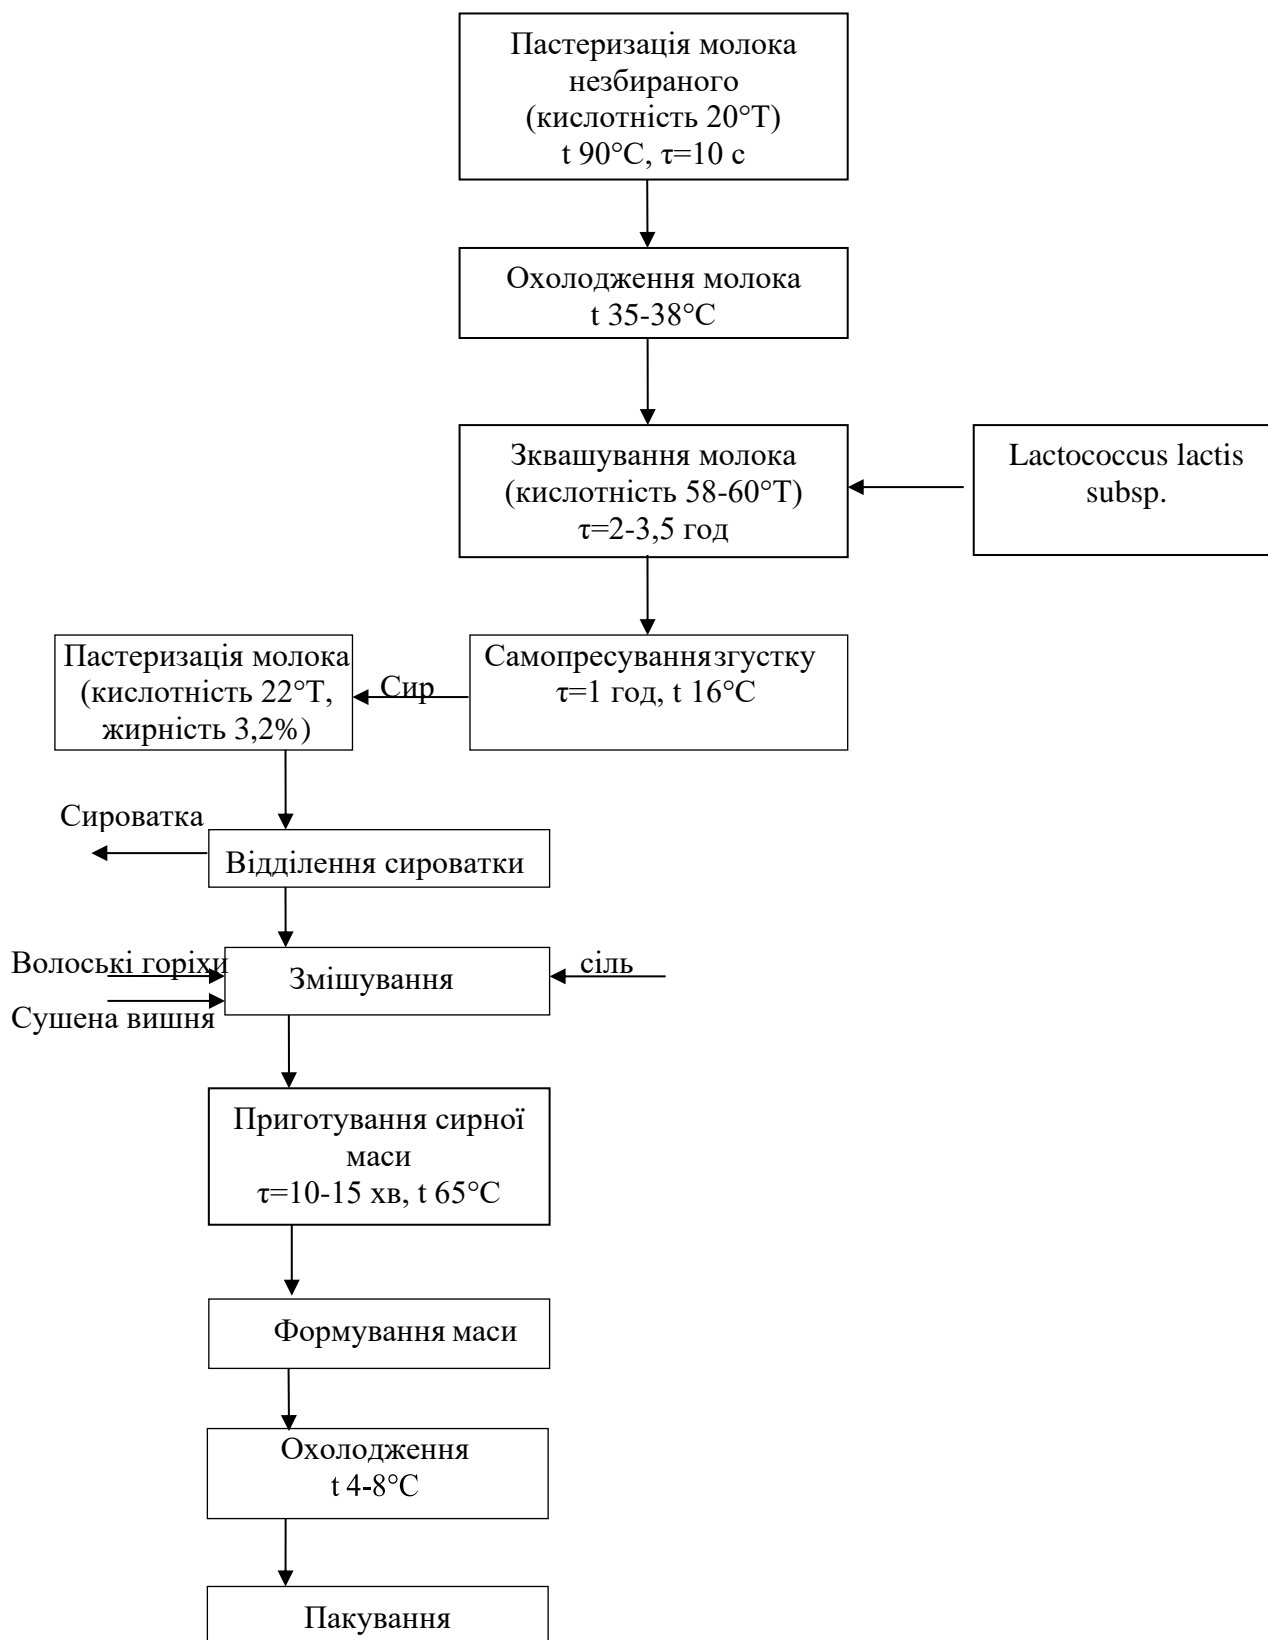 Пастеризація молока
незбираного
(кислотність 20°Т)
t 90°С, τ=10 с
Охолодження молока
t 35-38°С
Зквашування молока
(кислотність 58-60°Т)
τ=2-3,5 год
Lactococcus lactis
subsp.
Самопресування згустку
τ=1 год, t 16°С
Сир
Пастеризація молока
(кислотність 22°Т,
жирність 3,2%)
Сироватка
Відділення сироватки
Волоські горіхи
Сушена вишня
Змішування
сіль
Приготування сирної
маси
τ=10-15 хв, t 65°С
Формування маси
Охолодження
t 4-8°С
Пакування